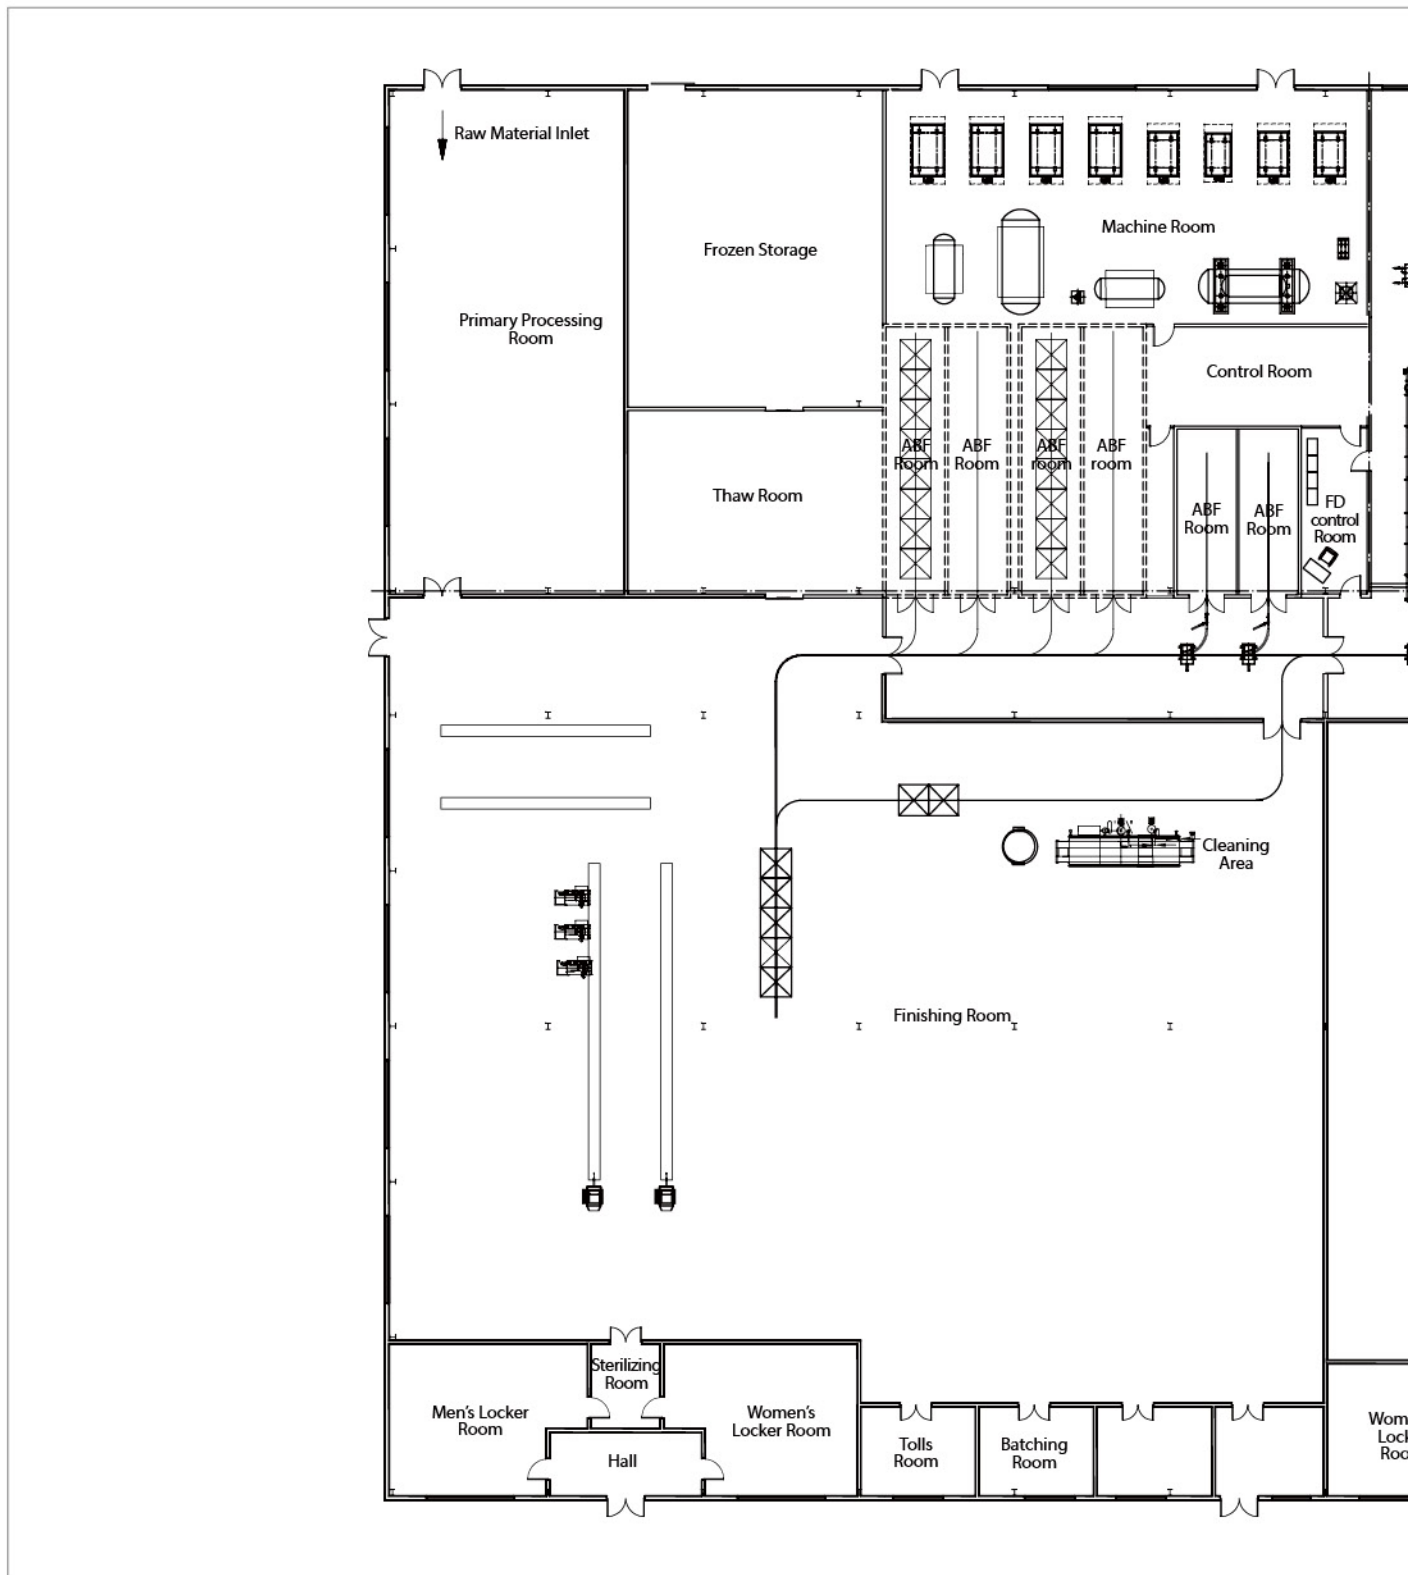 Raw Material Inlet
Machine Room
Frozen Storage
Primary Processing
Room
Control Room
ABF
Room
ABF
Room
ABF
room
ABF
room
Thaw Room
ABF
Room
ABF
Room
FD
control
Room
Cleaning
Area
Finishing Room
Sterilizing
Room
Men's Locker
Room
Women's
Locker Room
Hall
Tolls
Room
Batching
Room